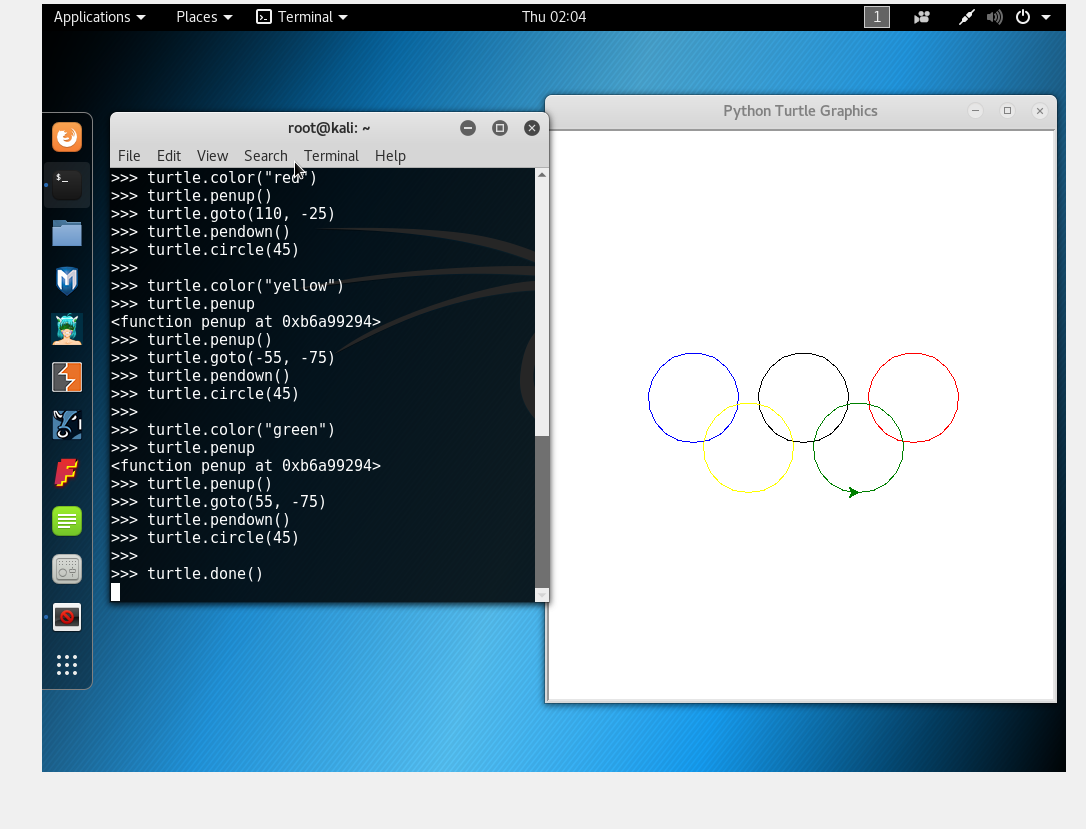 Applications Places Terminal Thu 02:04 1
Python Turtle Graphics
root@kali: ~
File Edit View Search Terminal Help
>>> turtle.color("red")
>>> turtle.penup()
>>> turtle.goto(110, -25)
>>> turtle.pendown()
>>> turtle.circle(45)
>>>
>>> turtle.color("yellow")
>>> turtle.penup
<function penup at 0xb6a99294>
>>> turtle.penup()
>>> turtle.goto(-55, -75)
>>> turtle.pendown()
>>> turtle.circle(45)
>>>
>>> turtle.color("green")
>>> turtle.penup
<function penup at 0xb6a99294>
>>> turtle.penup()
>>> turtle.goto(55, -75)
>>> turtle.pendown()
>>> turtle.circle(45)
>>>
>>> turtle.done()
$_